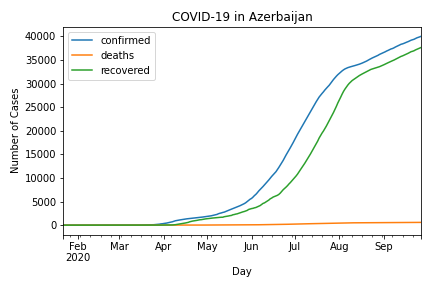 COVID-19 in Azerbaijan
confirmed
deaths
recovered
Number of Cases
40000
35000
30000
25000
20000
15000
10000
5000
0
Feb Mar Apr May Jun Jul Aug Sep
2020
Day